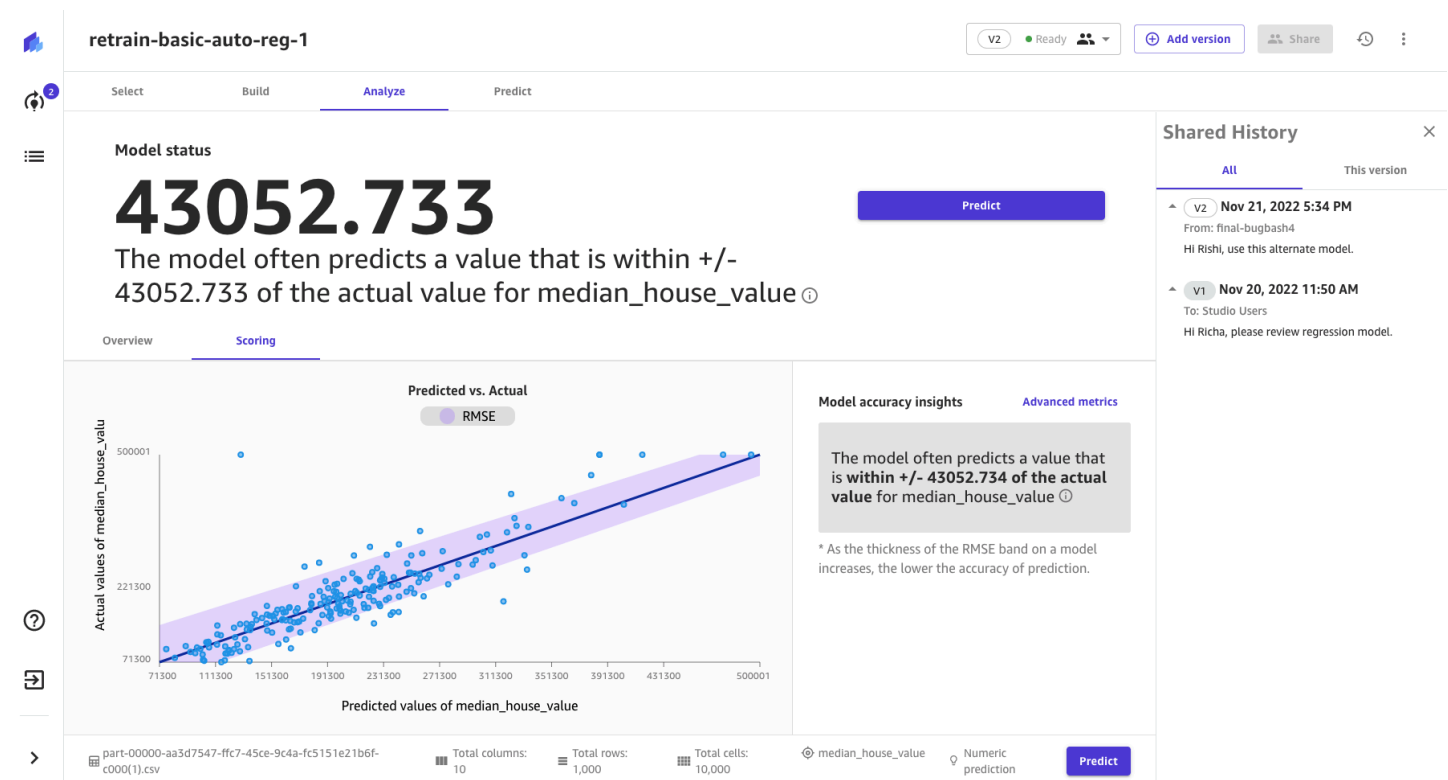 retrain-basic-auto-reg-1
V2 Ready
Add version
Share
2
Select Build Analyze Predict
Model status
43052.733
The model often predicts a value that is within +/-
43052.733 of the actual value for median_house_value
Predict
Overview Scoring
Predicted vs. Actual
RMSE
Actual values of median_house_valu
500001
221300
71300
71300 111300 151300 191300 231300 271300 311300 351300 391300 431300 500001
Predicted values of median_house_value
Model accuracy insights
Advanced metrics
The model often predicts a value that
is within +/- 43052.734 of the actual
value for median_house_value
* As the thickness of the RMSE band on a model
increases, the lower the accuracy of prediction.
Shared History
All This version
V2 Nov 21, 2022 5:34 PM
From: final-bugbash4
Hi Rishi, use this alternate model.
V1 Nov 20, 2022 11:50 AM
To: Studio Users
Hi Richa, please review regression model.
part-00000-aa3d7547-ffc7-45ce-9c4a-fc5151e21b6f-
c000(1).csv
Total columns:
10
Total rows:
1,000
Total cells:
10,000
median_house_value
Numeric
prediction
Predict